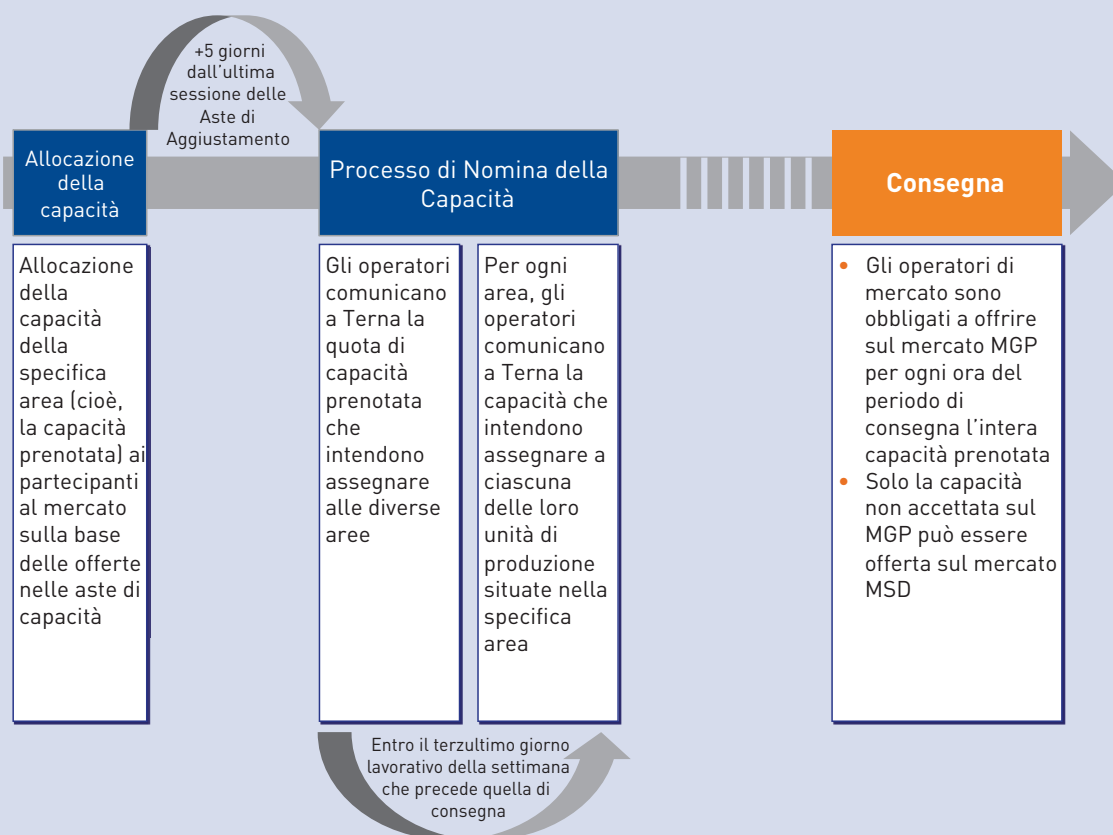 +5 giorni
dall'ultima
sessione delle
Aste di
Aggiustamento
Allocazione
della
capacità
Processo di Nomina della
Capacità
Consegna
Allocazione
della
capacità
della
specifica
area (cioè,
la capacità
prenotata) ai
partecipanti
al mercato
sulla base
delle offerte
nelle aste di
capacità
Gli operatori
comunicano
a Terna la
quota di
capacità
prenotata
che
intendono
assegnare
alle diverse
aree
Per ogni
area, gli
operatori
comunicano
a Terna la
capacità che
intendono
assegnare a
ciascuna
delle loro
unità di
produzione
situate nella
specifica
area
• Gli operatori di
mercato sono
obbligati a offrire
sul mercato MGP
per ogni ora del
periodo di
consegna l'intera
capacità prenotata
• Solo la capacità
non accettata sul
MGP può essere
offerta sul mercato
MSD
Entro il terzultimo giorno
lavorativo della settimana
che precede quella di
consegna